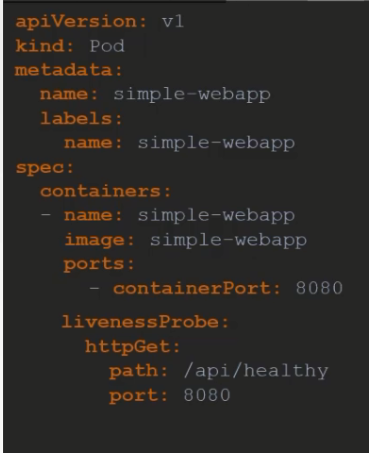 apiVersion: v1
kind: Pod
metadata:
  name: simple-webapp
  labels:
    name: simple-webapp
spec:
  containers:
  - name: simple-webapp
    image: simple-webapp
    ports:
      - containerPort: 8080
    livenessProbe:
      httpGet:
        path: /api/healthy
        port: 8080